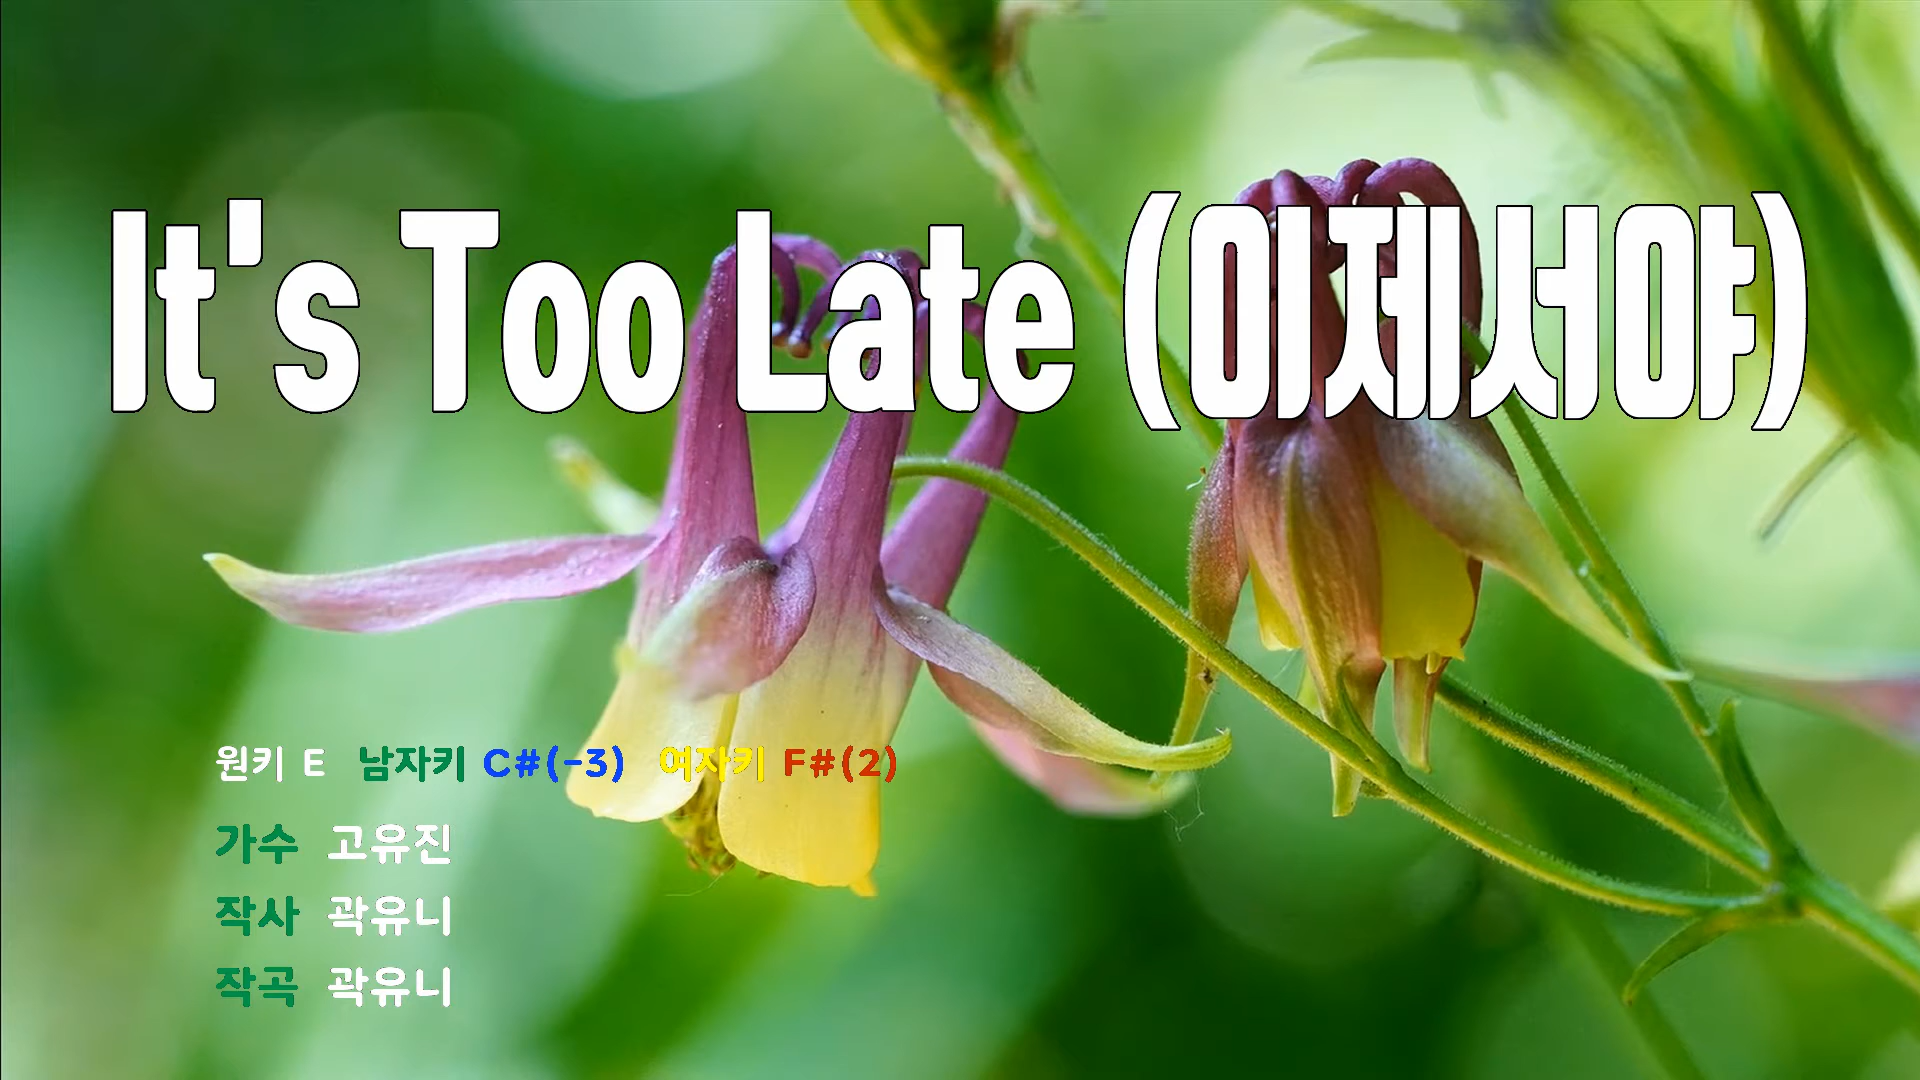 It's Too Late (이제서야)
원키 E 남자키 C#(-3) 여자키 F#(2)
가수 고유진
작사 곽유니
작곡 곽유니